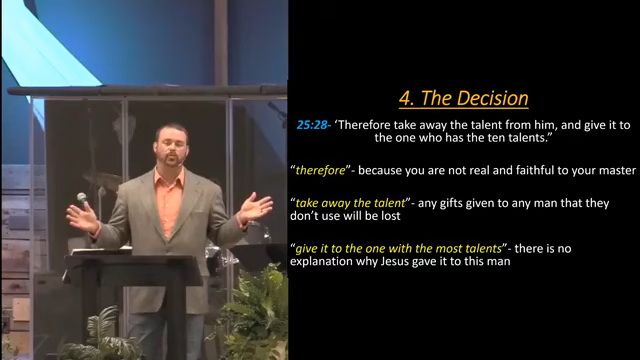 4. The Decision
25:28- ‘Therefore take away the talent from him, and give it to
the one who has the ten talents.”
“therefore”- because you are not real and faithful to your master
“take away the talent”- any gifts given to any man that they
don’t use will be lost
“give it to the one with the most talents”- there is no
explanation why Jesus gave it to this man